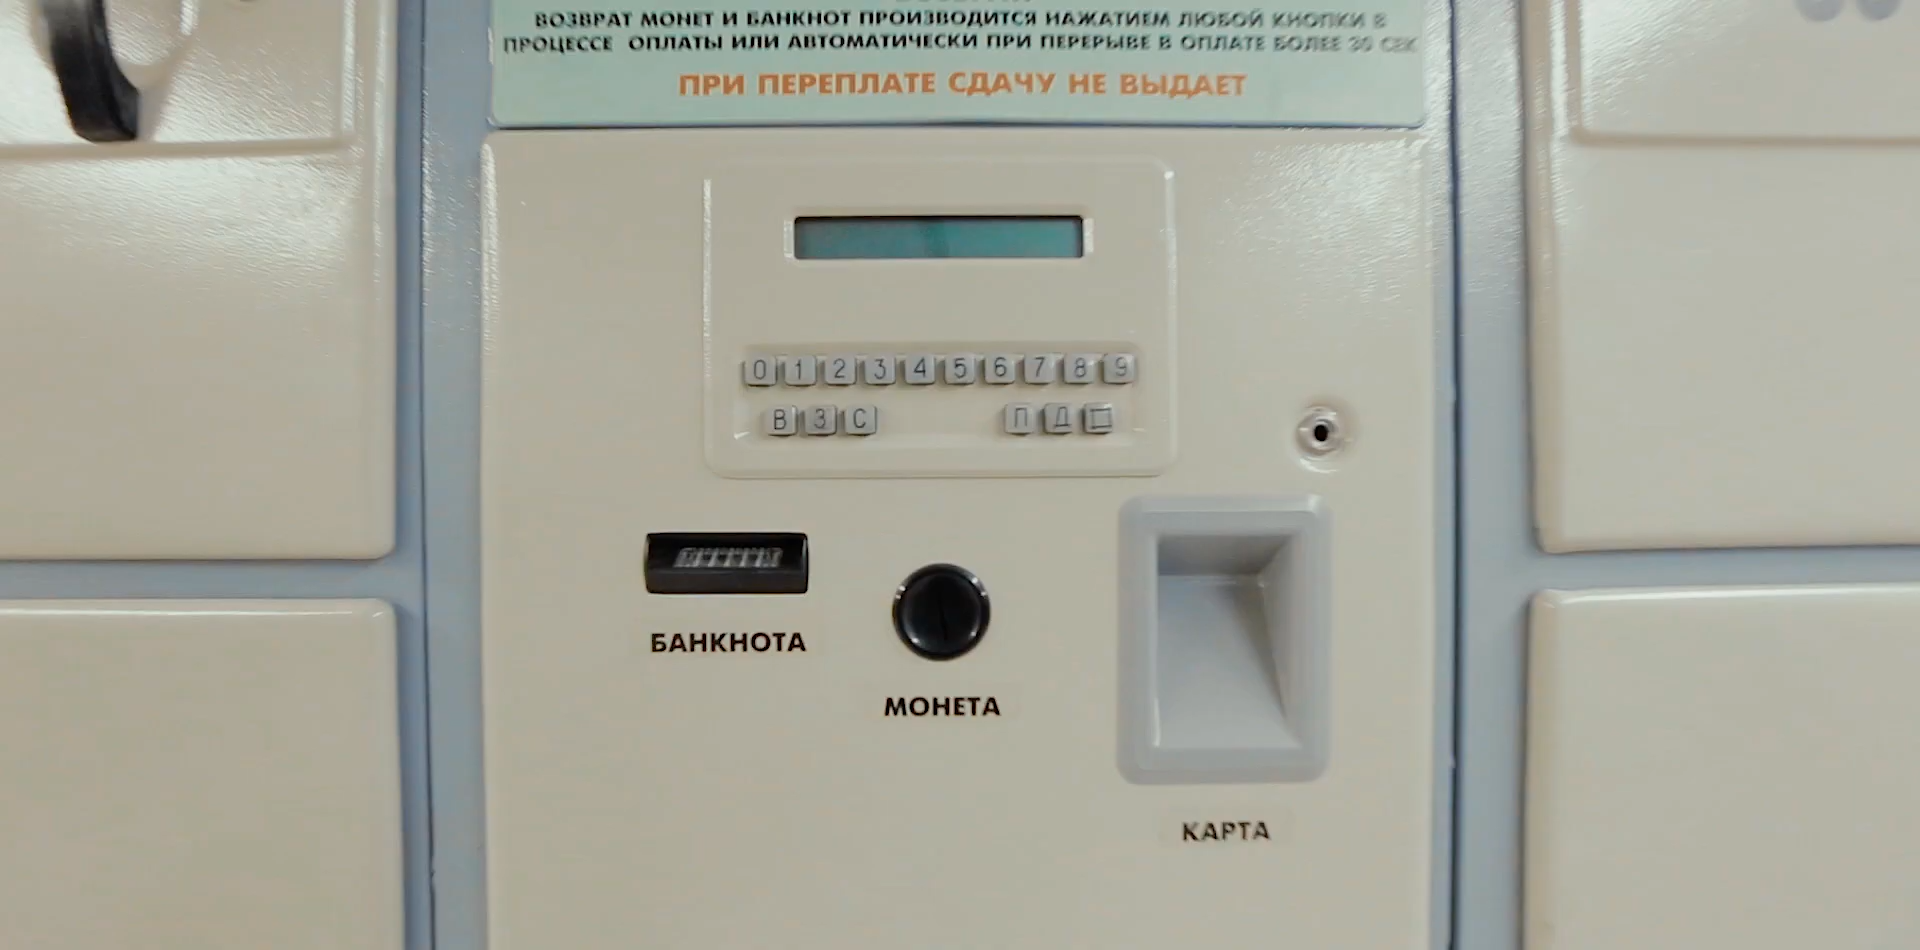 ВОЗВРАТ МОНЕТ И БАНКНОТ ПРОИЗВОДИТСЯ НАЖАТИЕМ ЛЮБОЙ КНОПКИ В
ПРОЦЕССЕ ОПЛАТЫ ИЛИ АВТОМАТИЧЕСКИ ПРИ ПЕРЕРЫВЕ В ОПЛАТЕ БОЛЕЕ 30 СЕК
ПРИ ПЕРЕПЛАТЕ СДАЧУ НЕ ВЫДАЕТ
0 1 2 3 4 5 6 7 8 9
В З С П Д
БАНКНОТА
МОНЕТА
КАРТА